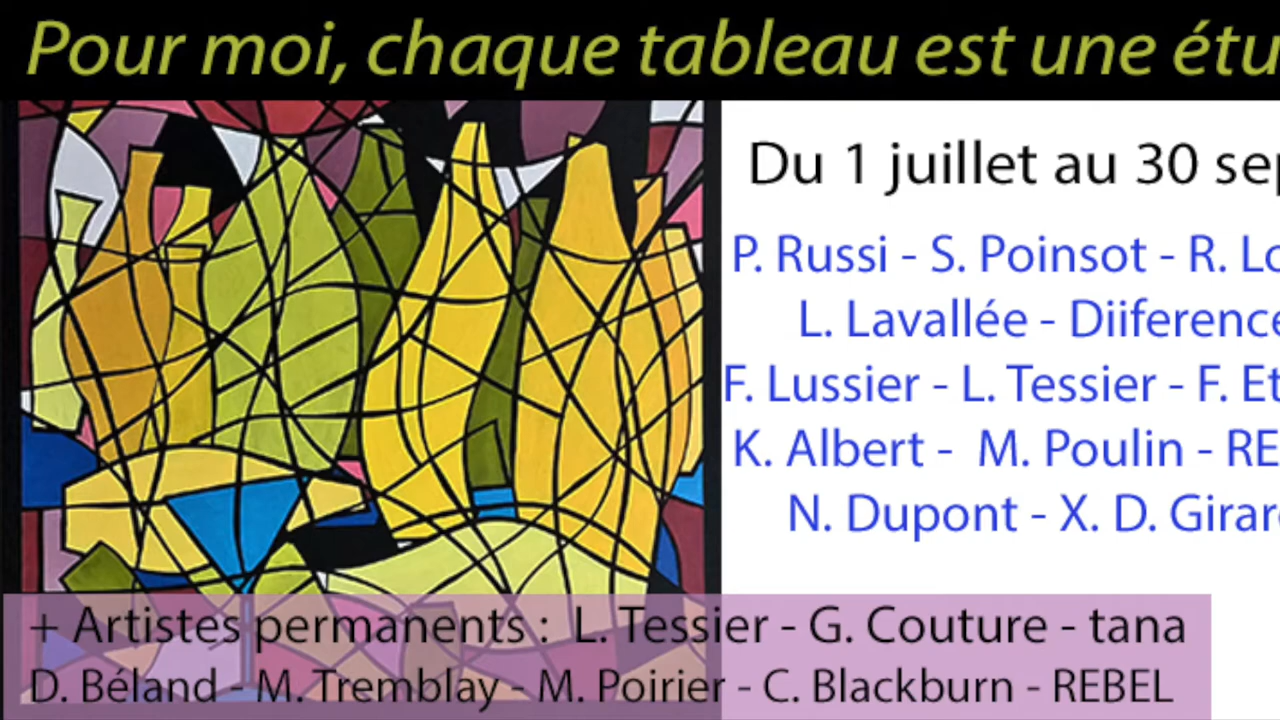 Pour moi, chaque tableau est une étu
Du 1 juillet au 30 sep
P. Russi - S. Poinsot - R. Lo
L. Lavallée - Diiference
F. Lussier - L. Tessier - F. Et
K. Albert - M. Poulin - RE
N. Dupont - X. D. Girar
+ Artistes permanents : L. Tessier - G. Couture - tana
D. Béland - M. Tremblay - M. Poirier - C. Blackburn - REBEL